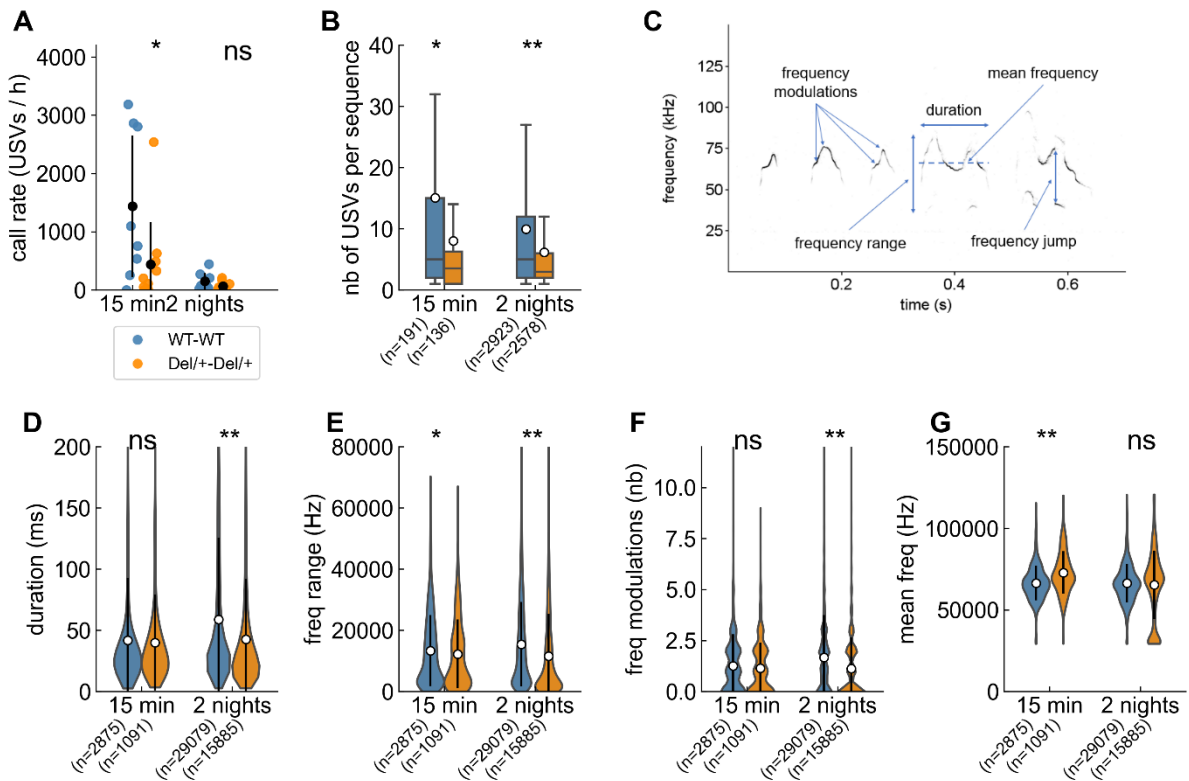 A
*
ns
call rate (USVs / h)
4000
3000
2000
1000
0
15 min
2 nights
WT-WT
Del/+-Del/+
B
*
**
nb of USVs per sequence
40
30
20
10
0
15 min
2 nights
(n=191)
(n=136)
(n=2923)
(n=2578)
C
frequency (kHz)
125
100
75
50
25
frequency
modulations
mean frequency
duration
frequency range
frequency jump
0.2
0.4
0.6
time (s)
D
ns
**
duration (ms)
200
150
100
50
0
15 min
2 nights
(n=2875)
(n=1091)
(n=29079)
(n=15885)
E
*
**
freq range (Hz)
80000
60000
40000
20000
0
15 min
2 nights
(n=2875)
(n=1091)
(n=29079)
(n=15885)
F
ns
**
freq modulations (nb)
10.0
7.5
5.0
2.5
0.0
15 min
2 nights
(n=2875)
(n=1091)
(n=29079)
(n=15885)
G
**
ns
mean freq (Hz)
150000
100000
50000
0
15 min
2 nights
(n=2875)
(n=1091)
(n=29079)
(n=15885)